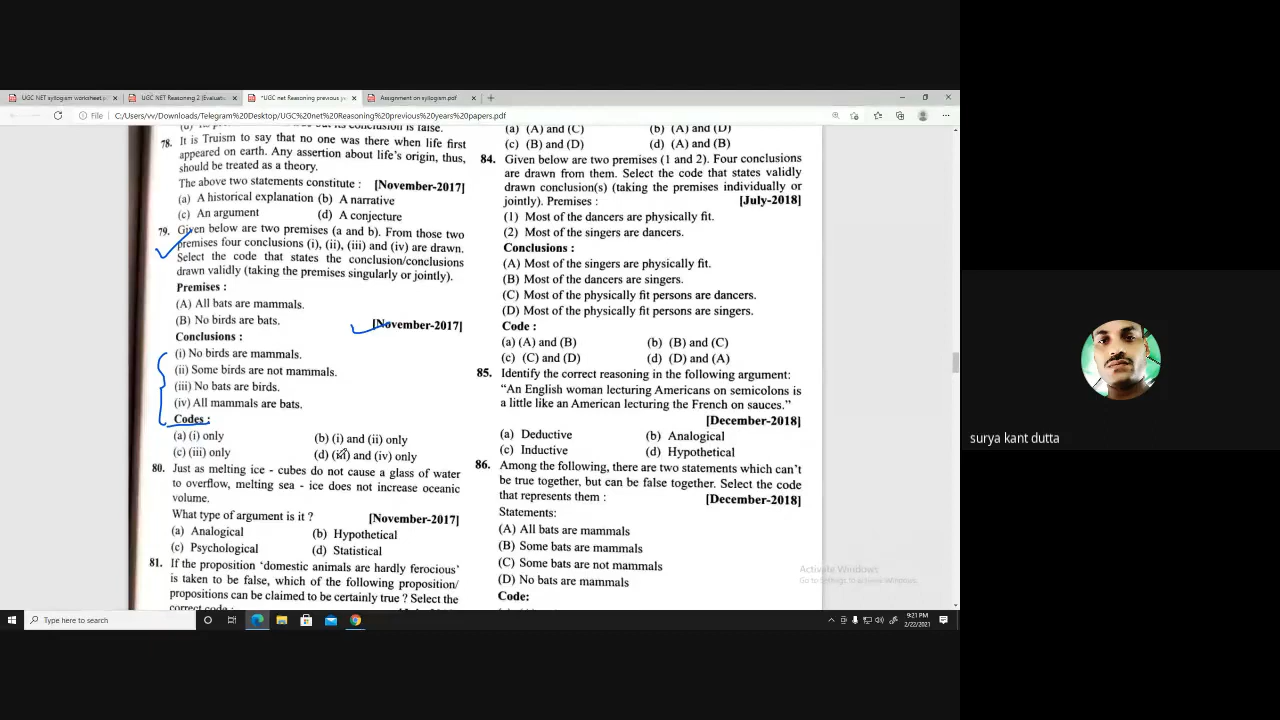 UGC NET syllogism worksheet
UGC NET Reasoning 2 (Evaluat
*UGC net Reasoning previous ye
Assignment on syllogism.pdf
File
C:/Users/vv/Downloads/Telegram%20Desktop/UGC%20net%20Reasoning%20previous%20years%20papers.pdf
78. It is Truism to say that no one was there when life first
appeared on earth. Any assertion about life's origin, thus,
should be treated as a theory.
The above two statements constitute : [November-2017]
(a) A historical explanation (b) A narrative
(c) An argument (d) A conjecture
79. Given below are two premises (a and b). From those two
premises four conclusions (i), (ii), (iii) and (iv) are drawn.
Select the code that states the conclusion/conclusions
drawn validly (taking the premises singularly or jointly).
Premises :
(A) All bats are mammals.
(B) No birds are bats. [November-2017]
Conclusions :
(i) No birds are mammals.
(ii) Some birds are not mammals.
(iii) No bats are birds.
(iv) All mammals are bats.
Codes :
(a) (i) only (b) (i) and (ii) only
(c) (iii) only (d) (iii) and (iv) only
80. Just as melting ice - cubes do not cause a glass of water
to overflow, melting sea - ice does not increase oceanic
volume.
What type of argument is it ? [November-2017]
(a) Analogical (b) Hypothetical
(c) Psychological (d) Statistical
81. If the proposition 'domestic animals are hardly ferocious'
is taken to be false, which of the following proposition/
propositions can be claimed to be certainly true ? Select the
correct code :
(a) (A) and (C) (b) (A) and (D)
(c) (B) and (D) (d) (A) and (B)
84. Given below are two premises (1 and 2). Four conclusions
are drawn from them. Select the code that states validly
drawn conclusion(s) (taking the premises individually or
jointly). Premises : [July-2018]
(1) Most of the dancers are physically fit.
(2) Most of the singers are dancers.
Conclusions :
(A) Most of the singers are physically fit.
(B) Most of the dancers are singers.
(C) Most of the physically fit persons are dancers.
(D) Most of the physically fit persons are singers.
Code :
(a) (A) and (B) (b) (B) and (C)
(c) (C) and (D) (d) (D) and (A)
85. Identify the correct reasoning in the following argument:
"An English woman lecturing Americans on semicolons is
a little like an American lecturing the French on sauces."
[December-2018]
(a) Deductive (b) Analogical
(c) Inductive (d) Hypothetical
86. Among the following, there are two statements which can't
be true together, but can be false together. Select the code
that represents them : [December-2018]
Statements:
(A) All bats are mammals
(B) Some bats are mammals
(C) Some bats are not mammals
(D) No bats are mammals
Code:
Activate Windows
Go to Settings to activate Windows.
Type here to search
9:21 PM
2/22/2021
surya kant dutta